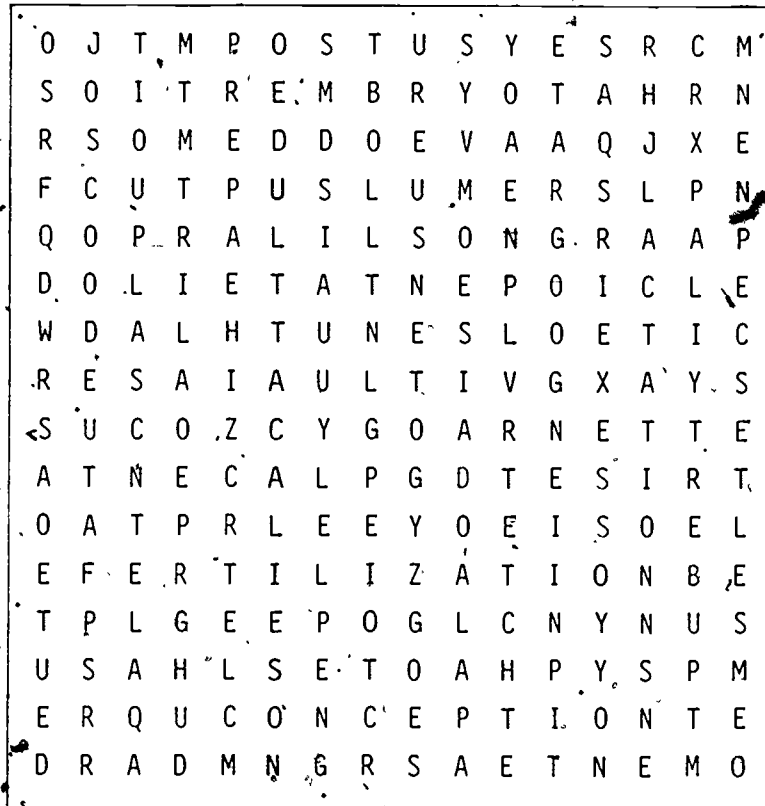 O J T M P O S T U S Y E S R C M
S O I T R E M B R Y O T A H R N
R S O M E D D O E V A A Q J X E
F C U T P U S L U M E R S L P N
Q O P R A L I L S O N G R A A P
D O L I E T A T N E P O I C L E
W D A L H T U N E S L O E T I C
R E S A I A U L T I V G X A Y S
S U C O Z C Y G O A R N E T T E
A T N E C A L P G D T E S I R T
O A T P R L E E Y O E I S O E L
E F E R T I L I Z A T I O N B E
T P L G E E P O G L C N Y N U S
U S A H L S E T O A H P Y S P M
E R Q U C O N C E P T I O N T E
D R A D M N G R S A E T N E M O